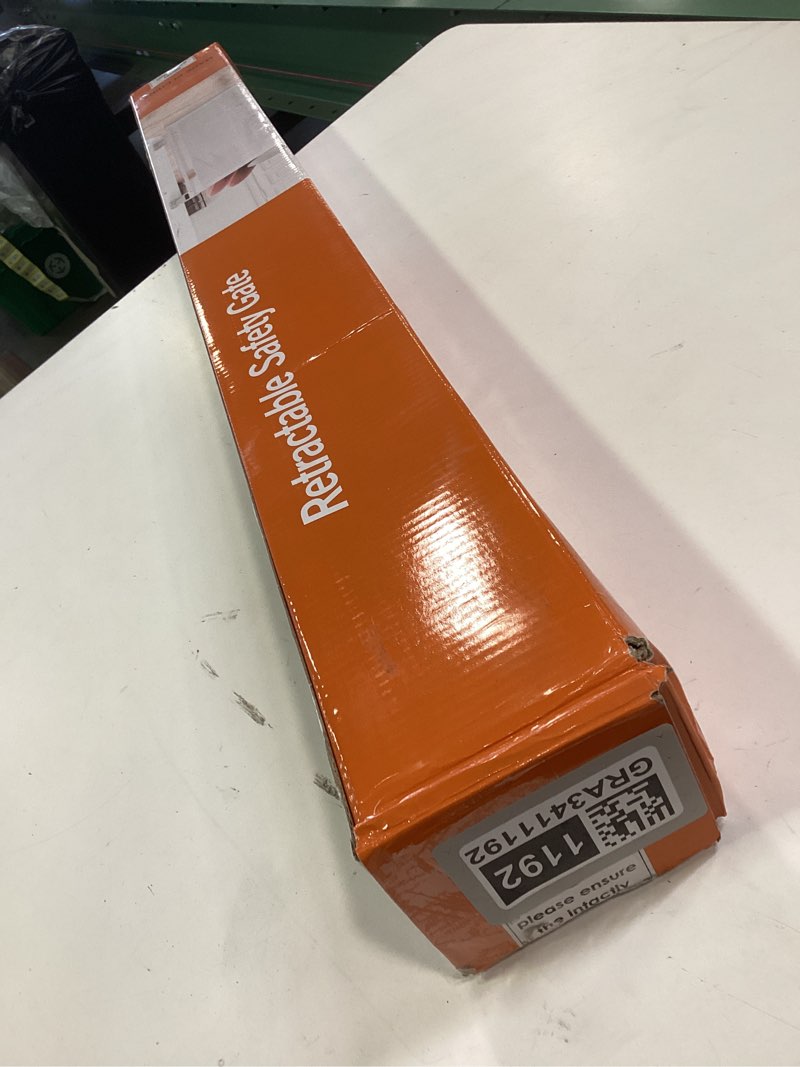 Retractable Safety Gate
GRA3411192
1192
please ensure
the intactly